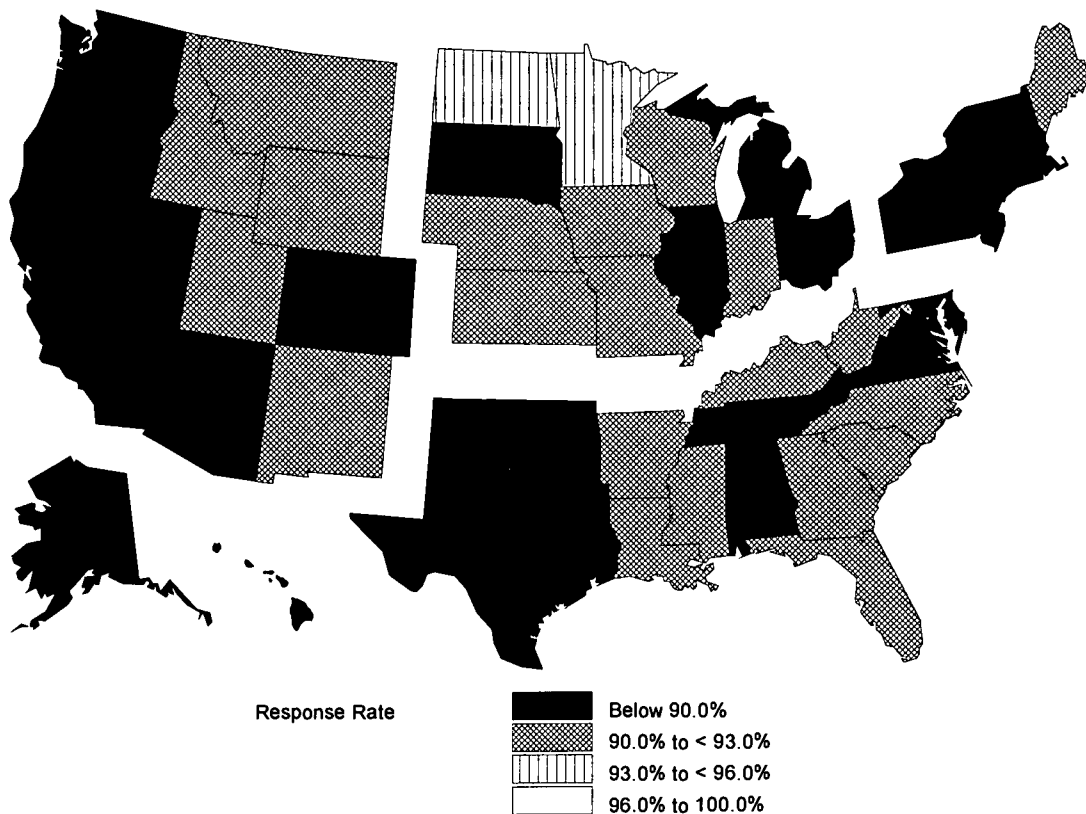 Response Rate
Below 90.0%
90.0% to < 93.0%
93.0% to < 96.0%
96.0% to 100.0%